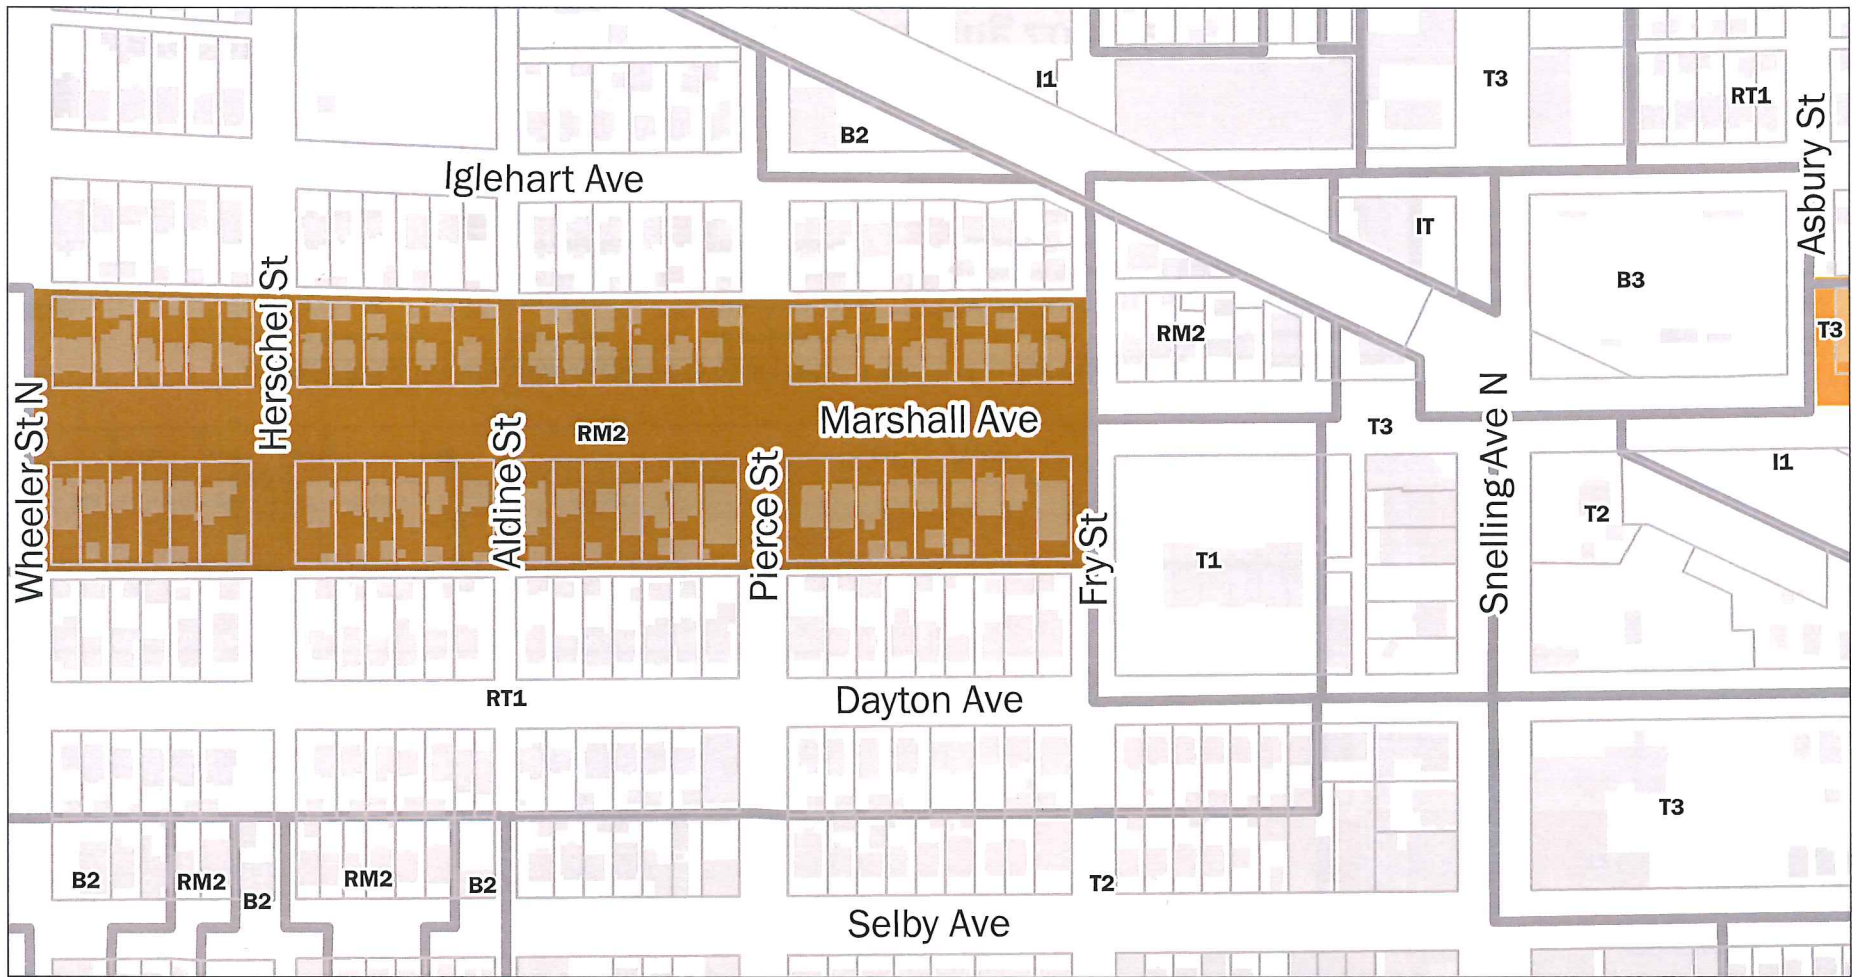 I1
T3
RT1
B2
Asbury St
Iglehart Ave
IT
B3
Herschel St
T3
RM2
Wheeler St N
Aldine St
RM2
Marshall Ave
T3
Snelling Ave N
Pierce St
Fry St
I1
T2
T1
RT1
Dayton Ave
T3
B2
RM2
B2
RM2
B2
T2
Selby Ave